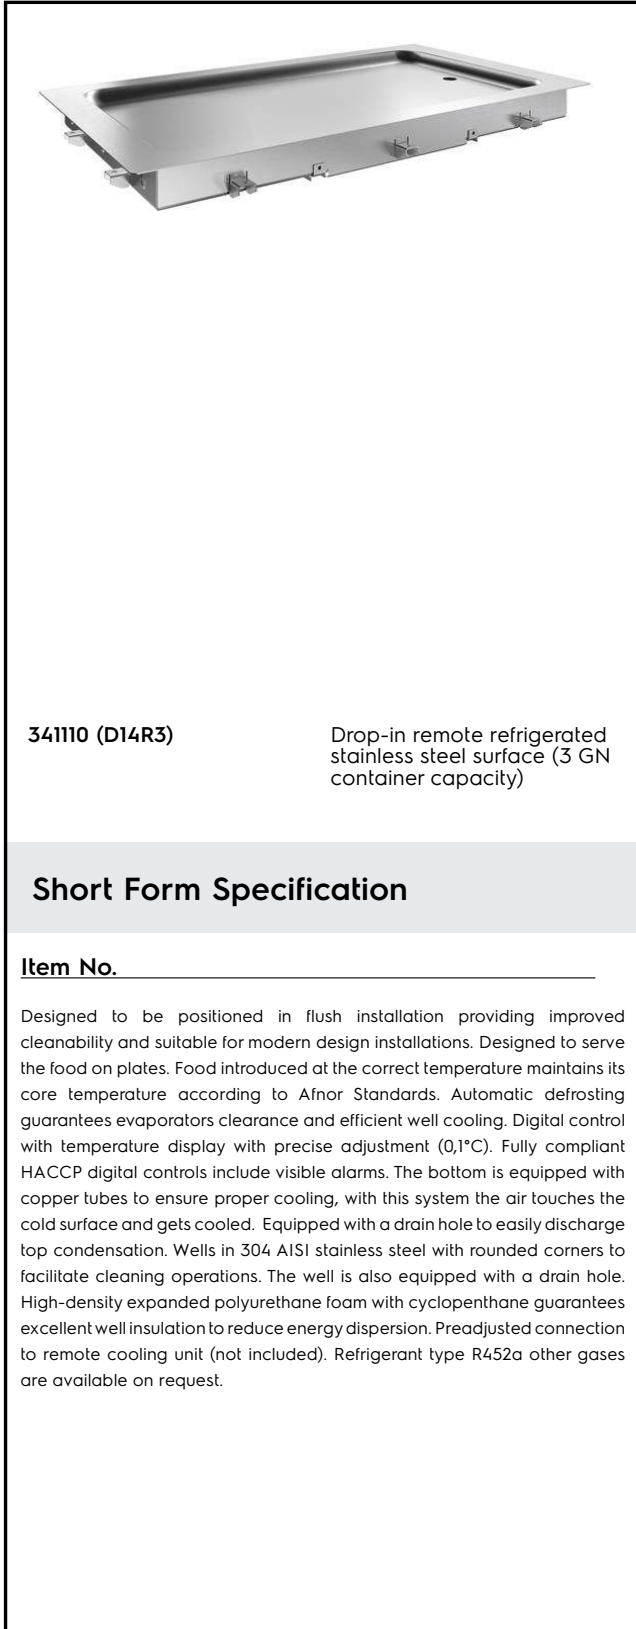 341110 (D14R3)
Drop-in remote refrigerated
stainless steel surface (3 GN
container capacity)
Short Form Specification
Item No.
Designed to be positioned in flush installation providing improved
cleanability and suitable for modern design installations. Designed to serve
the food on plates. Food introduced at the correct temperature maintains its
core temperature according to Afnor Standards. Automatic defrosting
guarantees evaporators clearance and efficient well cooling. Digital control
with temperature display with precise adjustment (0,1°C). Fully compliant
HACCP digital controls include visible alarms. The bottom is equipped with
copper tubes to ensure proper cooling, with this system the air touches the
cold surface and gets cooled. Equipped with a drain hole to easily discharge
top condensation. Wells in 304 AISI stainless steel with rounded corners to
facilitate cleaning operations. The well is also equipped with a drain hole.
High-density expanded polyurethane foam with cyclopenthane guarantees
excellent well insulation to reduce energy dispersion. Preadjusted connection
to remote cooling unit (not included). Refrigerant type R452a other gases
are available on request.